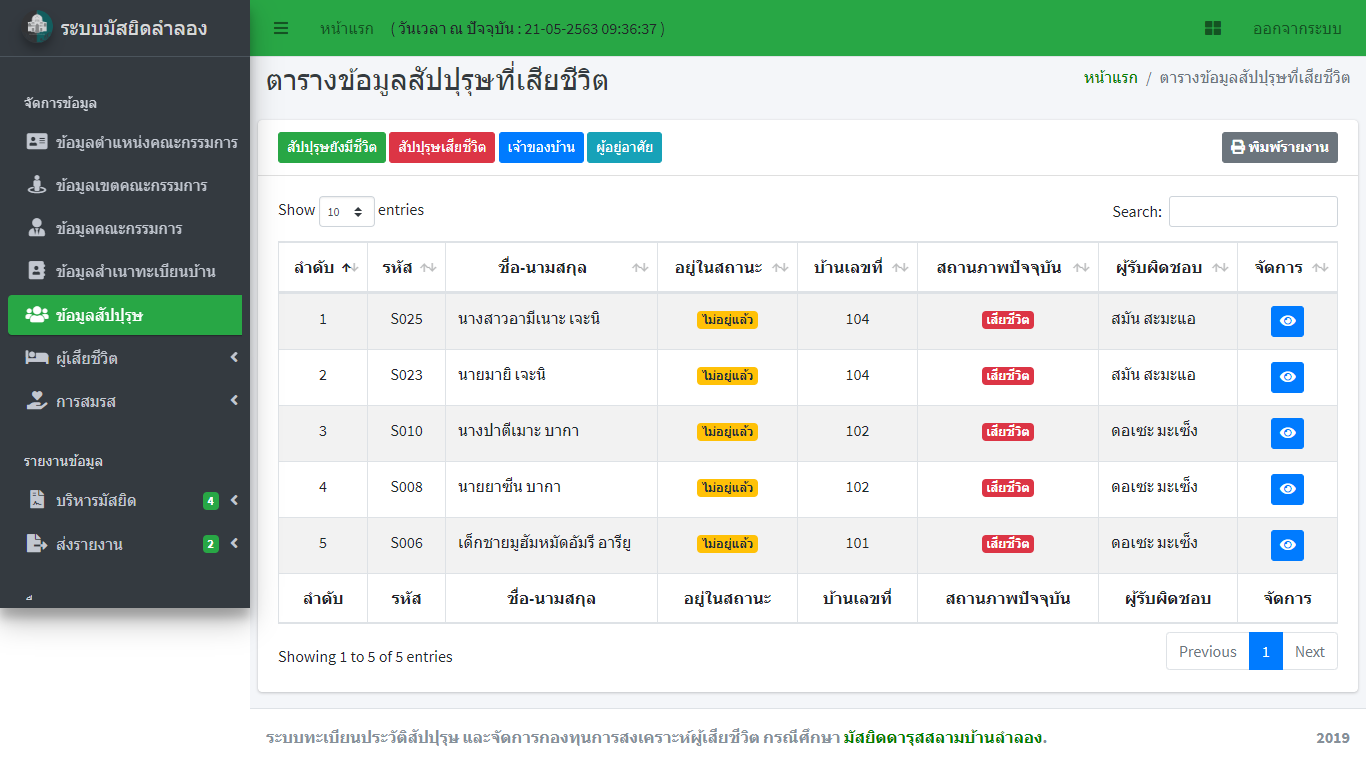 ระบบมัสยิดลำลอง
หน้าแรก ( วันเวลา ณ ปัจจุบัน : 21-05-2563 09:36:37 )
ออกจากระบบ
จัดการข้อมูล
ข้อมูลตำแหน่งคณะกรรมการ
ข้อมูลเขตคณะกรรมการ
ข้อมูลคณะกรรมการ
ข้อมูลสำเนาทะเบียนบ้าน
ข้อมูลสัปปุรุษ
ผู้เสียชีวิต
การสมรส
รายงานข้อมูล
บริหารมัสยิด 4
ส่งรายงาน 2
ตารางข้อมูลสัปปุรุษที่เสียชีวิต
หน้าแรก / ตารางข้อมูลสัปปุรุษที่เสียชีวิต
สัปปุรุษยังมีชีวิต สัปปุรุษเสียชีวิต เจ้าของบ้าน ผู้อยู่อาศัย พิมพ์รายงาน
Show 10 entries Search:
ลำดับ รหัส ชื่อ-นามสกุล อยู่ในสถานะ บ้านเลขที่ สถานภาพปัจจุบัน ผู้รับผิดชอบ จัดการ
1 S025 นางสาวอามีเนาะ เจะนิ ไม่อยู่แล้ว 104 เสียชีวิต สมัน สะมะแอ
2 S023 นายมายิ เจะนิ ไม่อยู่แล้ว 104 เสียชีวิต สมัน สะมะแอ
3 S010 นางปาตีเมาะ บากา ไม่อยู่แล้ว 102 เสียชีวิต ดอเซะ มะเซ็ง
4 S008 นายยาซีน บากา ไม่อยู่แล้ว 102 เสียชีวิต ดอเซะ มะเซ็ง
5 S006 เด็กชายมูฮัมหมัดอัมรี อารียู ไม่อยู่แล้ว 101 เสียชีวิต ดอเซะ มะเซ็ง
ลำดับ รหัส ชื่อ-นามสกุล อยู่ในสถานะ บ้านเลขที่ สถานภาพปัจจุบัน ผู้รับผิดชอบ จัดการ
Showing 1 to 5 of 5 entries
Previous 1 Next
ระบบทะเบียนประวัติสัปปุรุษ และจัดการกองทุนการสงเคราะห์ผู้เสียชีวิต กรณีศึกษา มัสยิดดารุสสลามบ้านลำลอง.
2019